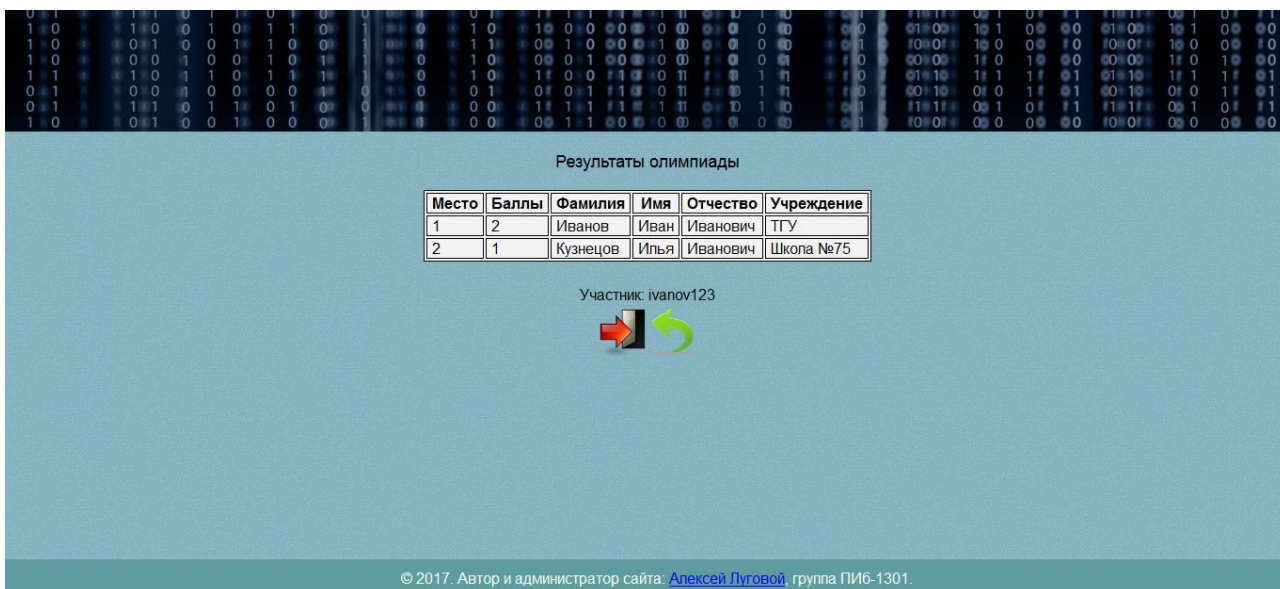 Результаты олимпиады
Место Баллы Фамилия Имя Отчество Учреждение
1 2 Иванов Иван Иванович ТГУ
2 1 Кузнецов Илья Иванович Школа №75
Участник: ivanov123
© 2017. Автор и администратор сайта: Алексей Луговой, группа ПИб-1301.